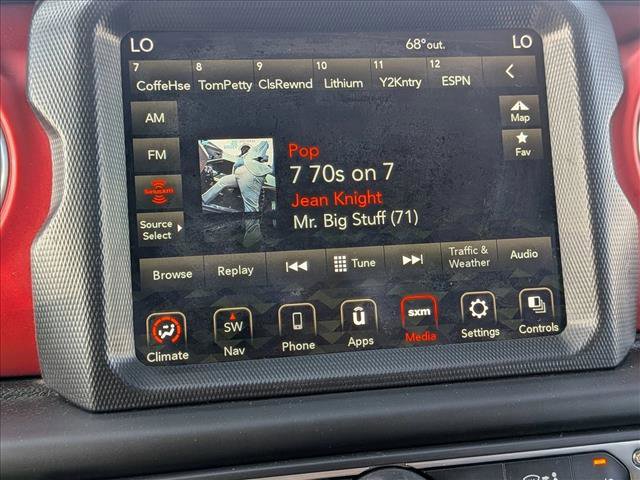 LO 68°out. LO
7 8 9 10 11 12
CoffeHse TomPetty ClsRewnd Lithium Y2Kntry ESPN
AM
Map
FM
Fav
Pop
7 70s on 7
SiriusXM
Jean Knight
Source
Select
Mr. Big Stuff (71)
Browse Replay Tune Traffic &
Weather Audio
SW û sxm
Climate Nav Phone Apps Media Settings Controls